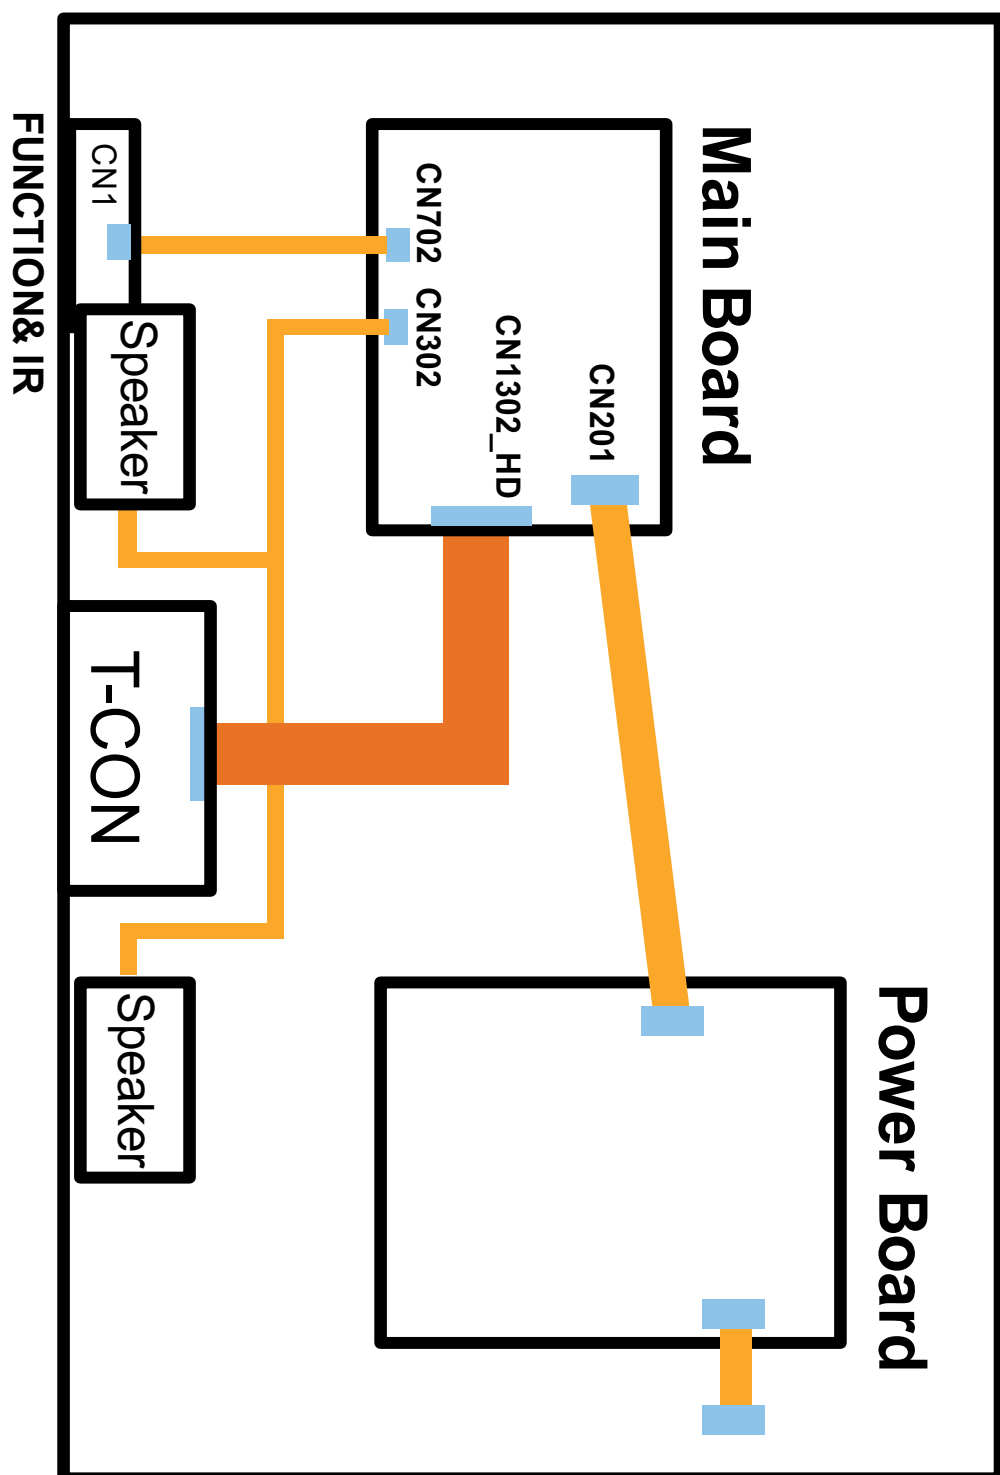 Main Board
Power Board
CN201
CN1302_HD
CN702
CN302
CN1
Speaker
T-CON
Speaker
FUNCTION& IR